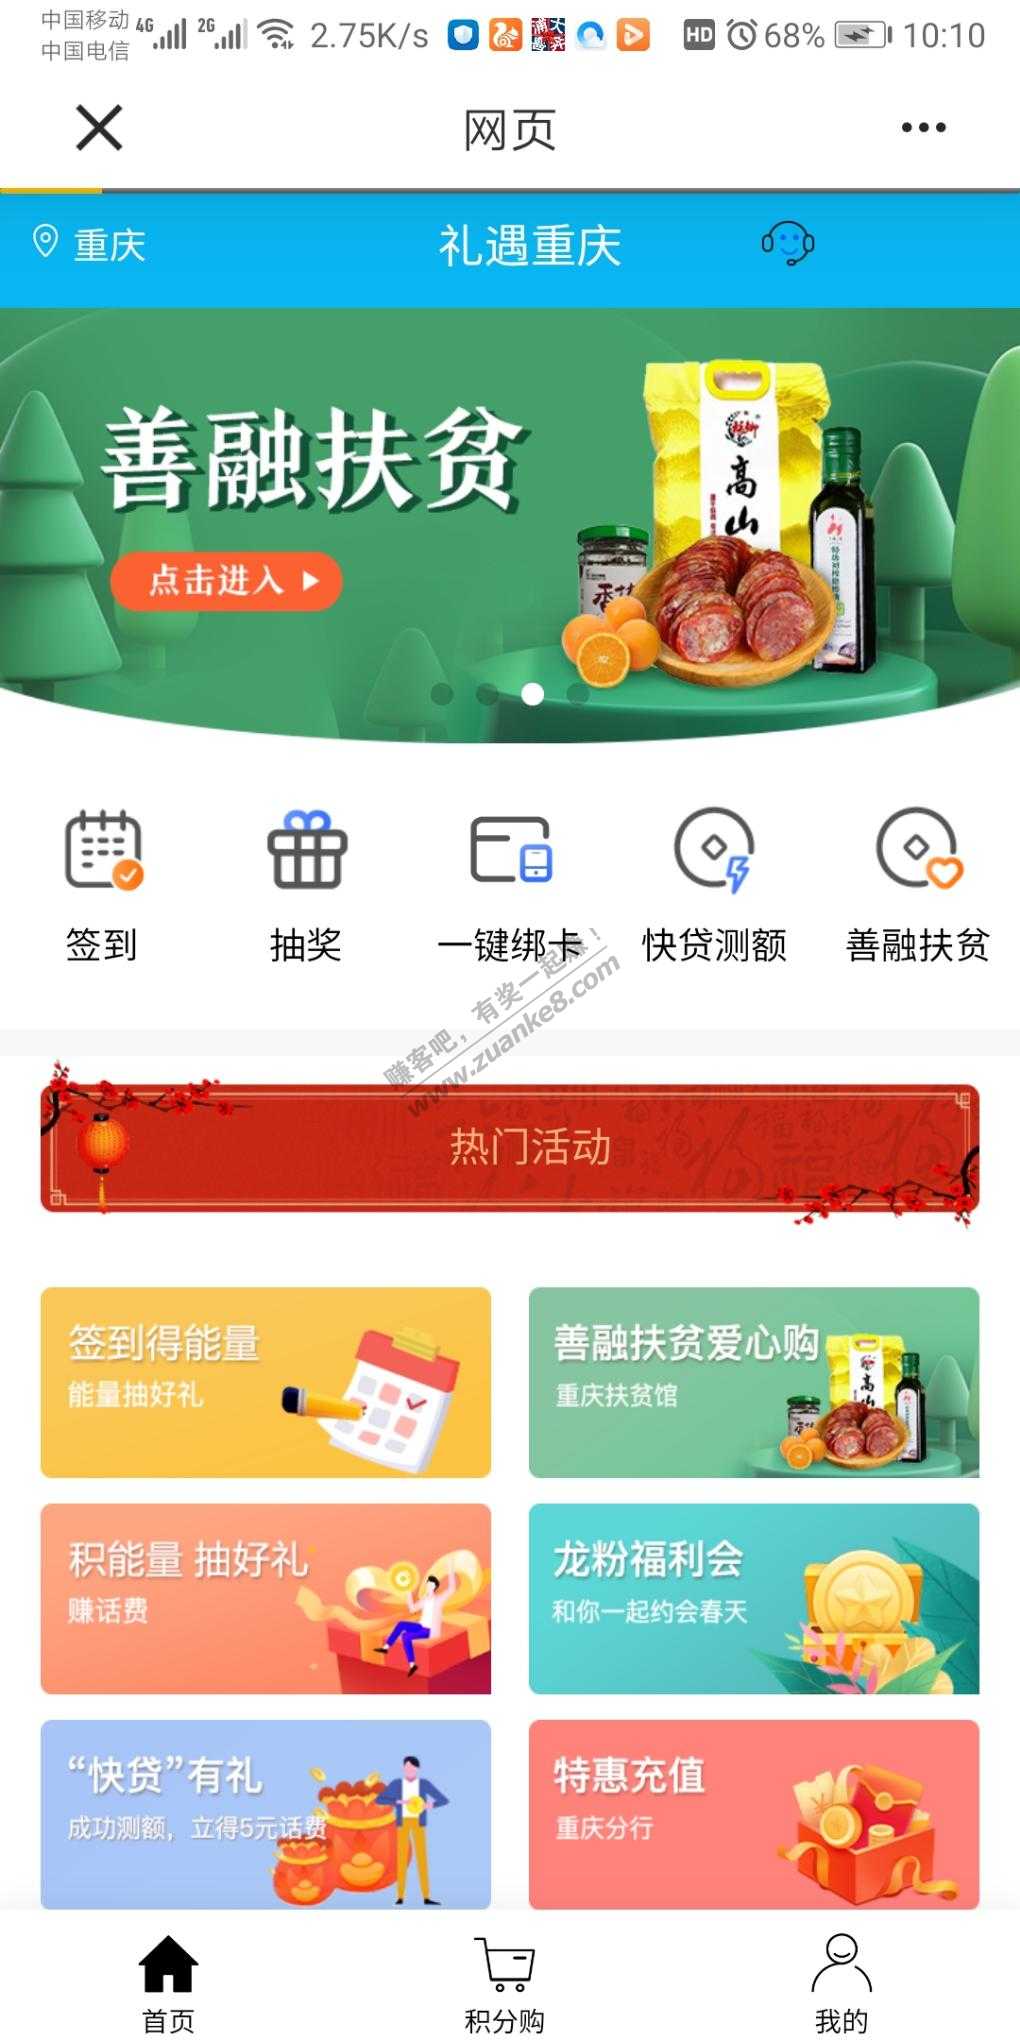 中国移动 4G 2G 2.75K/s HD 68% 10:10
中国电信
网页
重庆
礼遇重庆
善融扶贫
高山
点击进入
签到
抽奖
一键绑卡
快贷测额
善融扶贫
赚客吧，有奖一起赚！
www.zuanke8.com
热门活动
签到得能量
能量抽好礼
善融扶贫爱心购
重庆扶贫馆
高山
积能量 抽好礼
赚话费
龙粉福利会
和你一起约会春天
“快贷”有礼
成功测额，立得5元话费
特惠充值
重庆分行
首页
积分购
我的